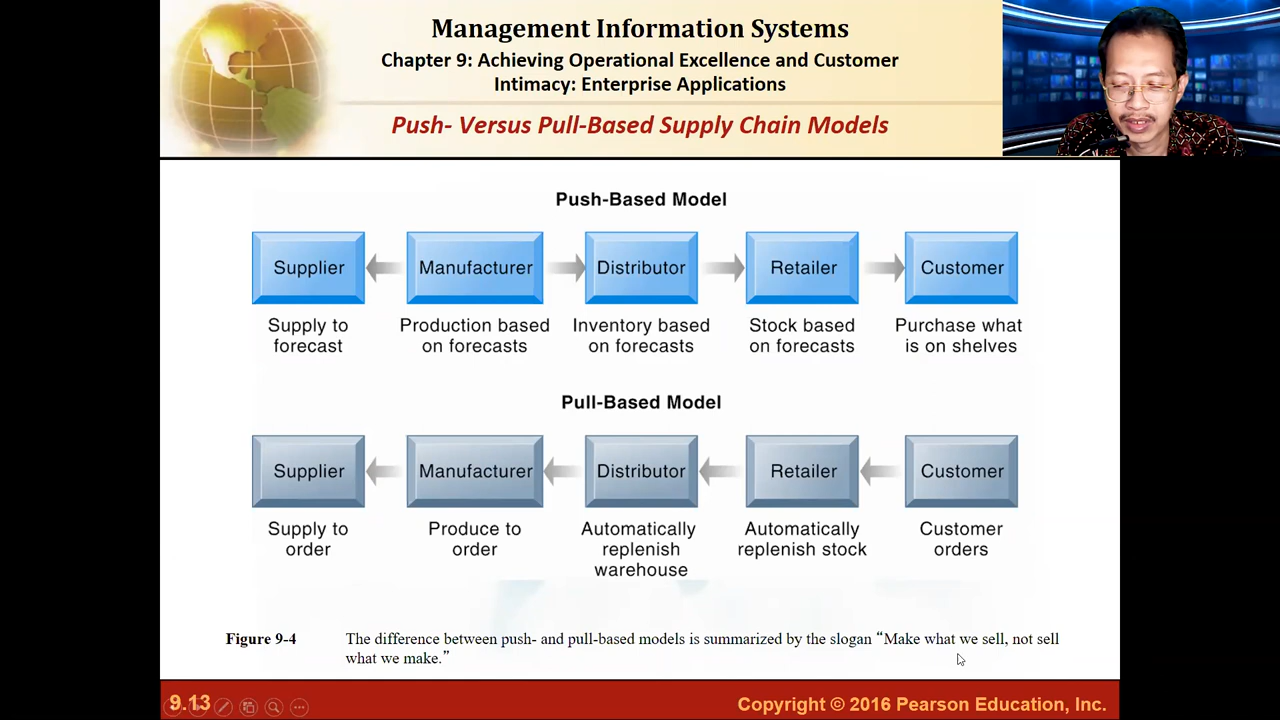 Management Information Systems
Chapter 9: Achieving Operational Excellence and Customer
Intimacy: Enterprise Applications
Push- Versus Pull-Based Supply Chain Models
Push-Based Model
Supplier
Manufacturer
Distributor
Retailer
Customer
Supply to
forecast
Production based
on forecasts
Inventory based
on forecasts
Stock based
on forecasts
Purchase what
is on shelves
Pull-Based Model
Supplier
Manufacturer
Distributor
Retailer
Customer
Supply to
order
Produce to
order
Automatically
replenish
warehouse
Automatically
replenish stock
Customer
orders
Figure 9-4
The difference between push- and pull-based models is summarized by the slogan “Make what we sell, not sell
what we make.”
9.13
Copyright © 2016 Pearson Education, Inc.